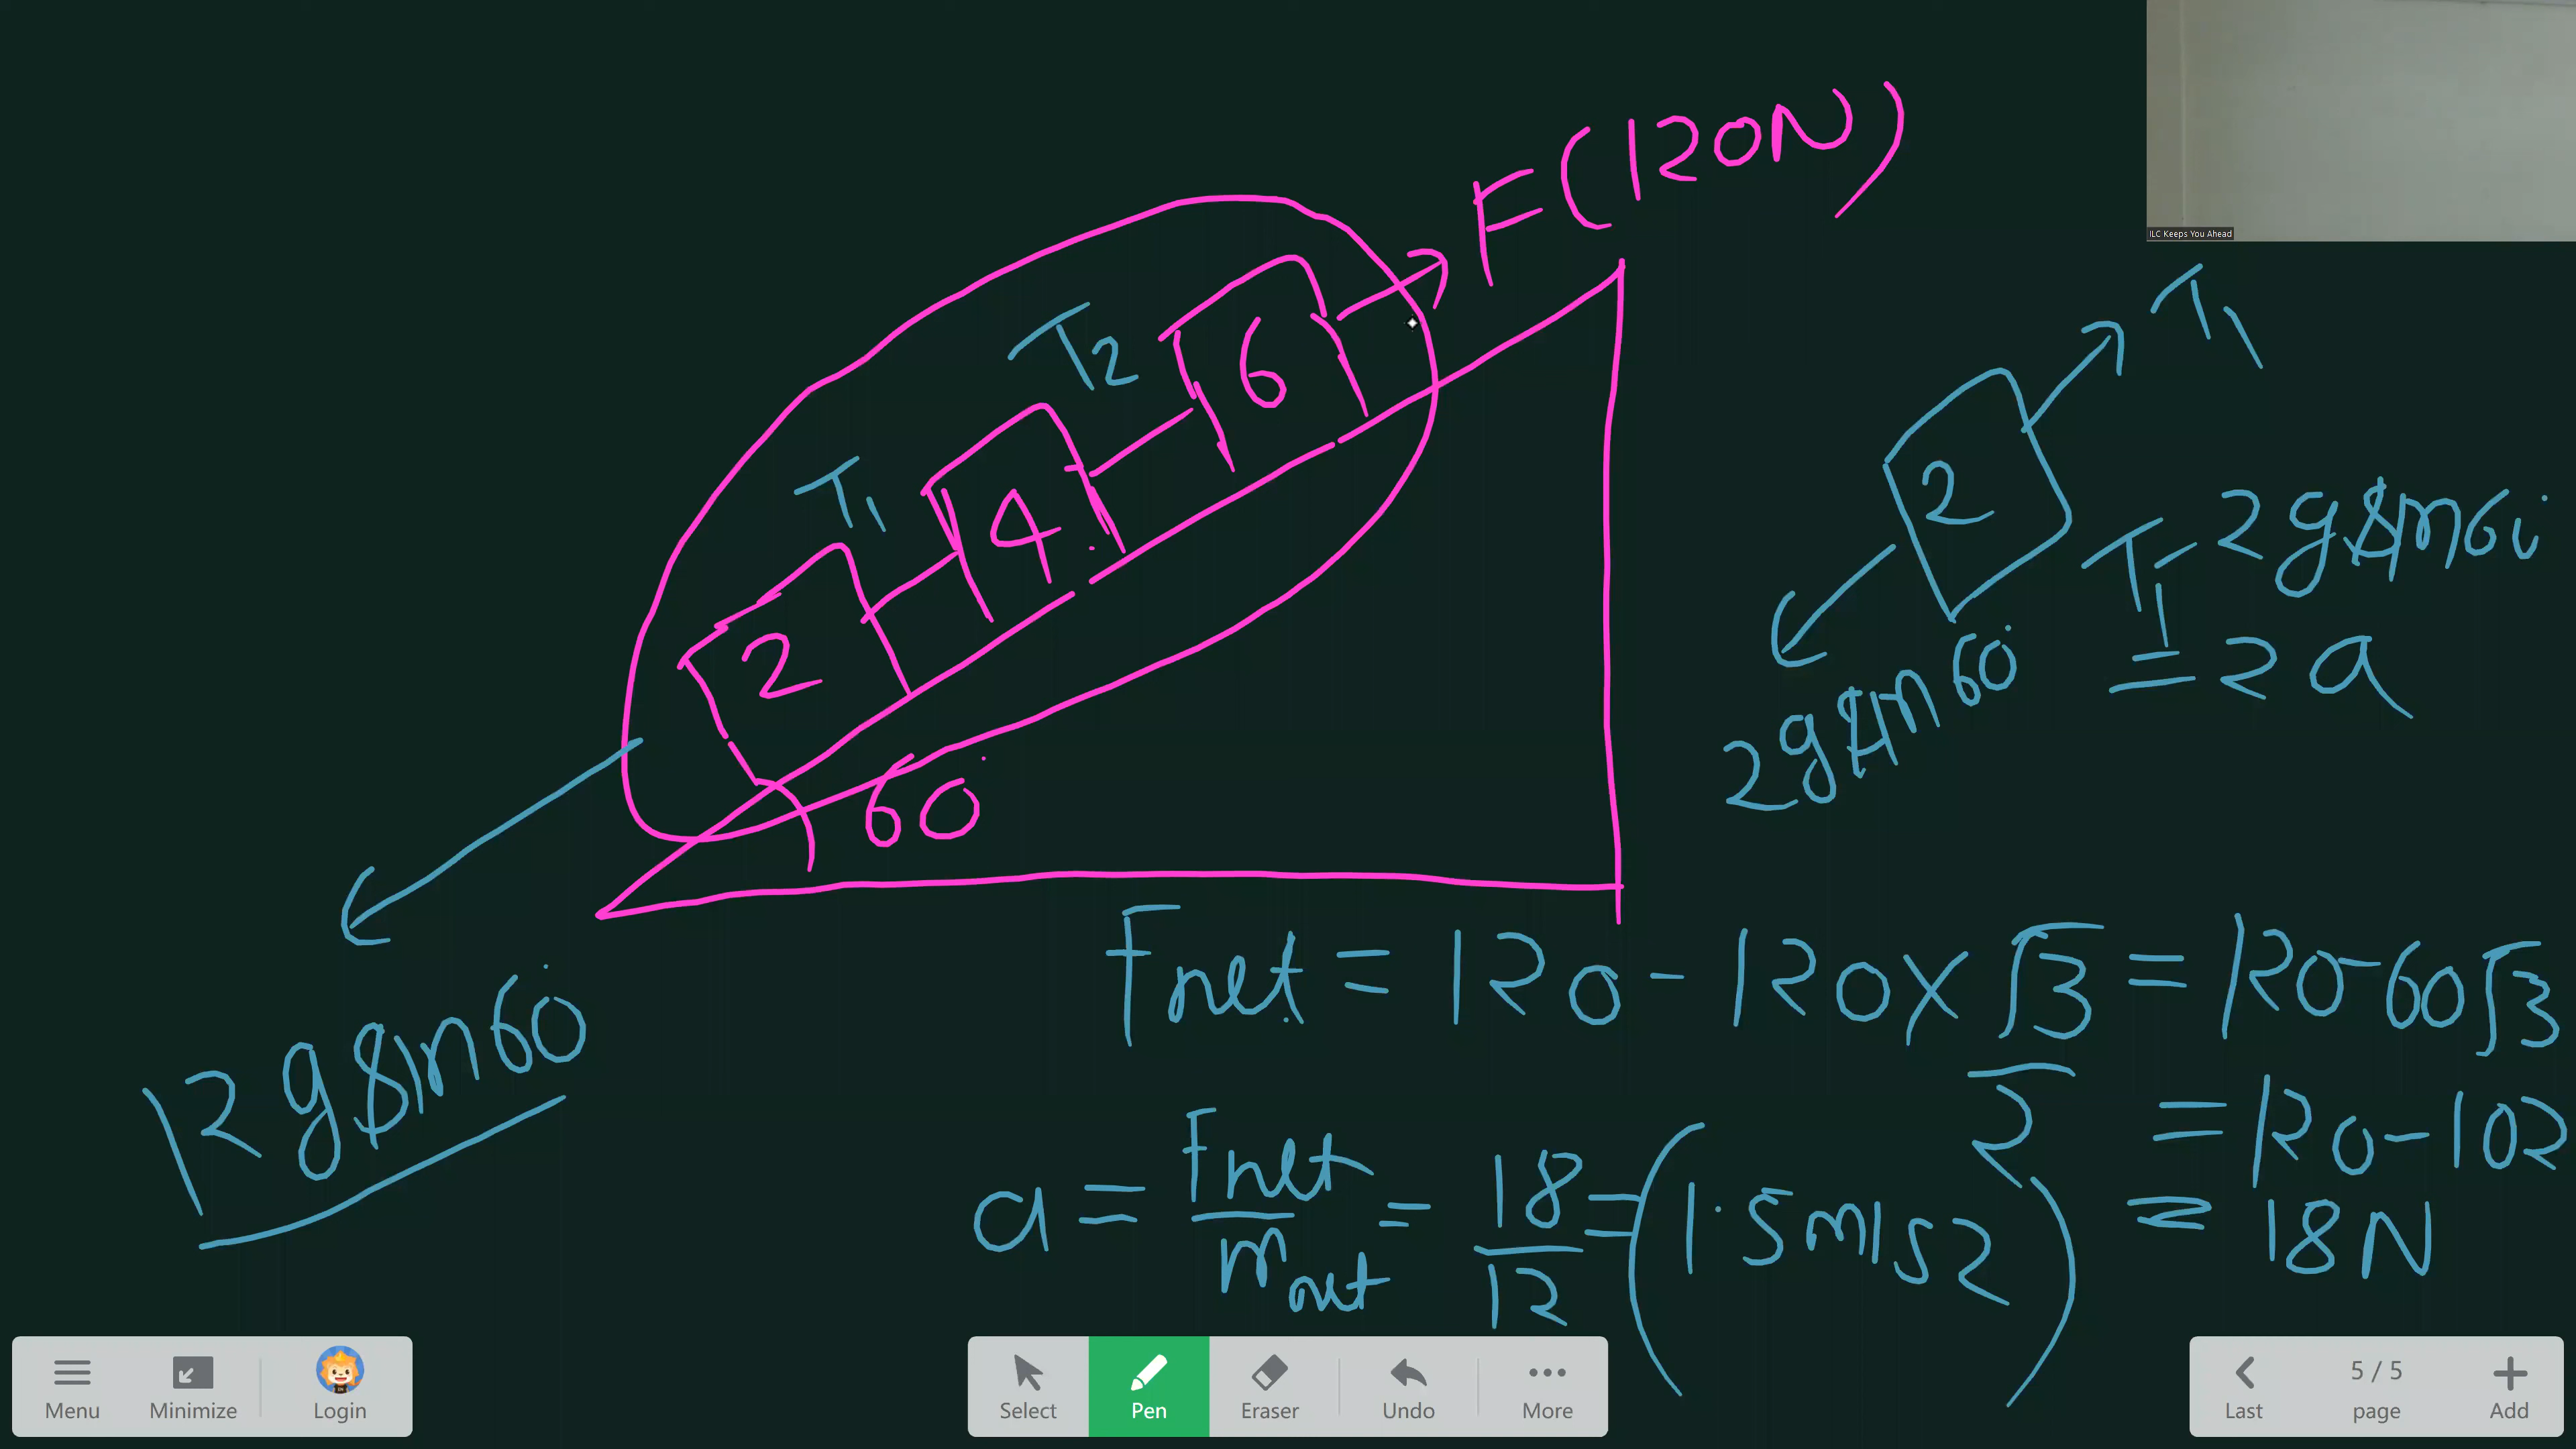 F(120N)
ILC Keeps You Ahead
T1
T2
6
2
T1
4
T1 - 2gsin60°
= 2a
2
2gsin60°
60°
12gsin60°
Fnet = 120 - 120 × √3/2 = 120 - 60√3
= 120 - 102
= 18N
a = Fnet/mnet = 18/12 = (1.5m/s2)
Menu
Minimize
Login
Select
Pen
Eraser
Undo
More
Last
5 / 5
page
Add